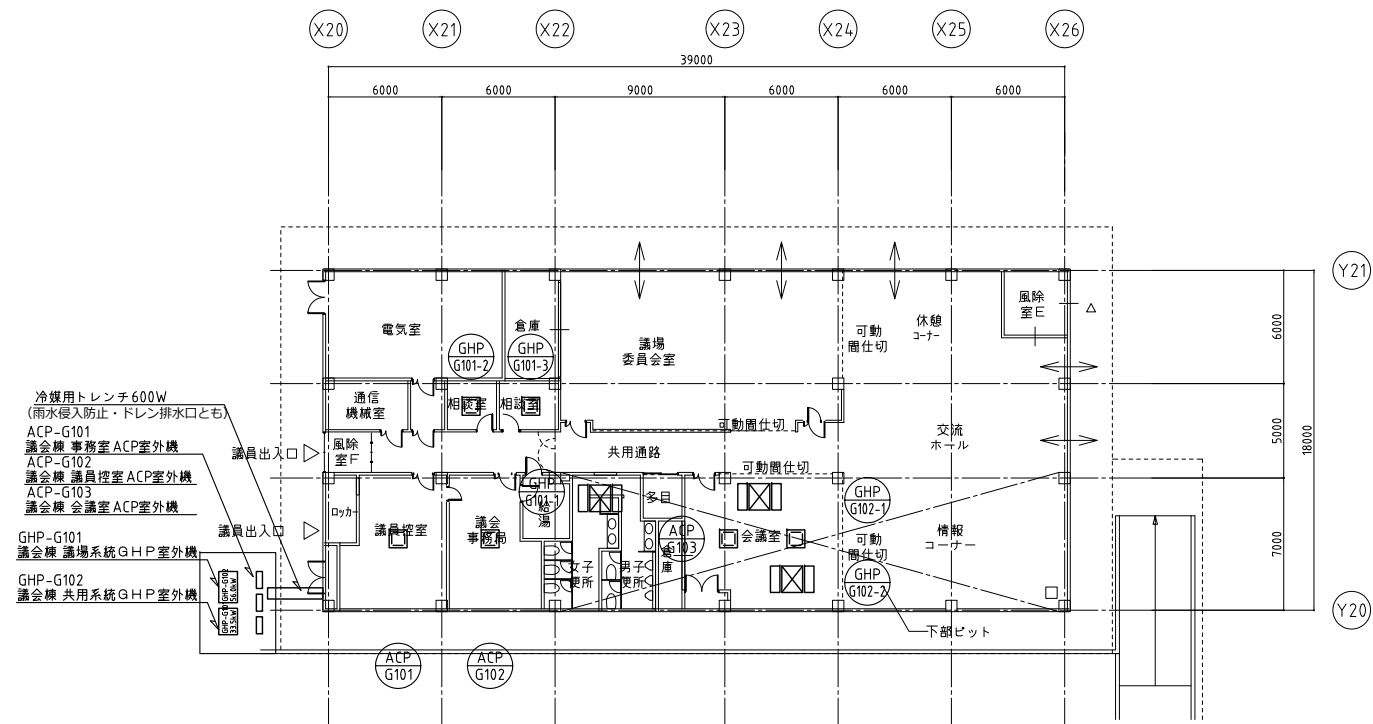 X20
X21
X22
X23
X24
X25
X26
39000
6000
6000
9000
6000
6000
6000
Y21
6000
5000
18000
7000
Y20
電気室
倉庫
GHP
G101-2
GHP
G101-3
議場
委員会室
可動
間仕切
休憩
コーナー
風除
室E
通信
機械室
相談室
相談室
可動間仕切
交流
ホール
冷媒用トレンチ600W
(雨水侵入防止・ドレン排水口とも)
ACP-G101
議会棟 事務室ACP室外機
ACP-G102
議会棟 議員控室ACP室外機
ACP-G103
議会棟 会議室ACP室外機
GHP-G101
議会棟 議場系統GHP室外機
GHP-G102
議会棟 共用系統GHP室外機
議員出入口
風除
室F
共用通路
可動間仕切
議員出入口
ロッカー
議員控室
議会
事務局
GHP
G101-1
給湯
多目
ACP
G103
倉庫
会議室
GHP
G102-1
可動
間仕切
GHP
G102-2
情報
コーナー
女子
便所
男子
便所
下部ピット
GHP-G102
56.0kW
33.5kW
ACP
G101
ACP
G102